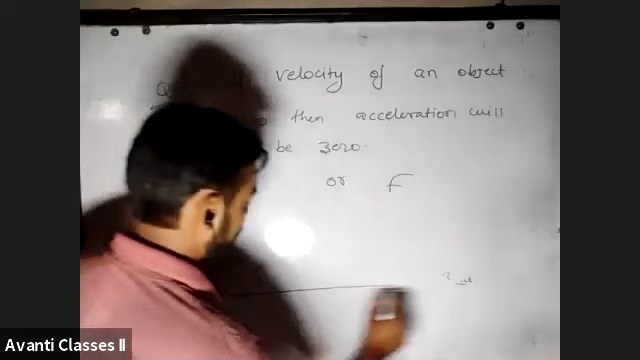 Q velocity of an object
then acceleration will
be zero.
or F
Avanti Classes II